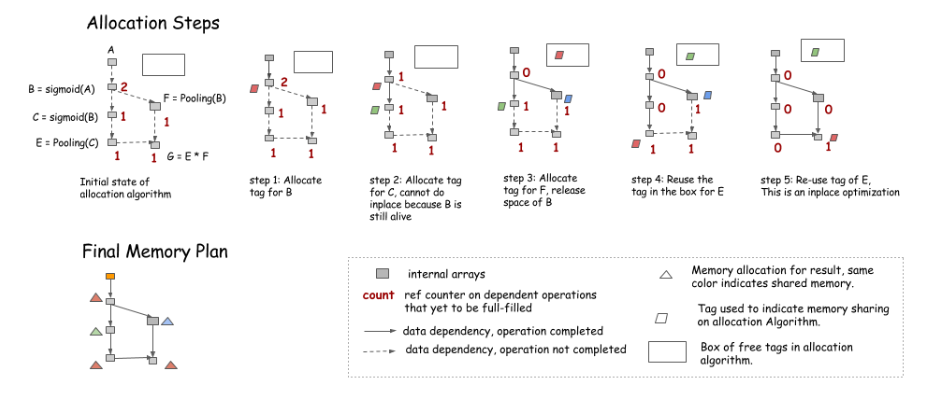 Allocation Steps
A
B = sigmoid(A)
2
F = Pooling(B)
C = sigmoid(B)
1
1
E = Pooling(C)
1
1
G = E * F
Initial state of
allocation algorithm
2
1
1
1
1
step 1: Allocate
tag for B
1
1
1
1
1
step 2: Allocate tag
for C, cannot do
inplace because B is
still alive
0
1
1
1
1
step 3: Allocate
tag for F, release
space of B
0
0
1
1
1
step 4: Reuse the
tag in the box for E
0
0
0
0
1
step 5: Re-use tag of E,
This is an inplace optimization
Final Memory Plan
internal arrays
count ref counter on dependent operations
that yet to be full-filled
data dependency, operation completed
data dependency, operation not completed
Memory allocation for result, same
color indicates shared memory.
Tag used to indicate memory sharing
on allocation Algorithm.
Box of free tags in allocation
algorithm.